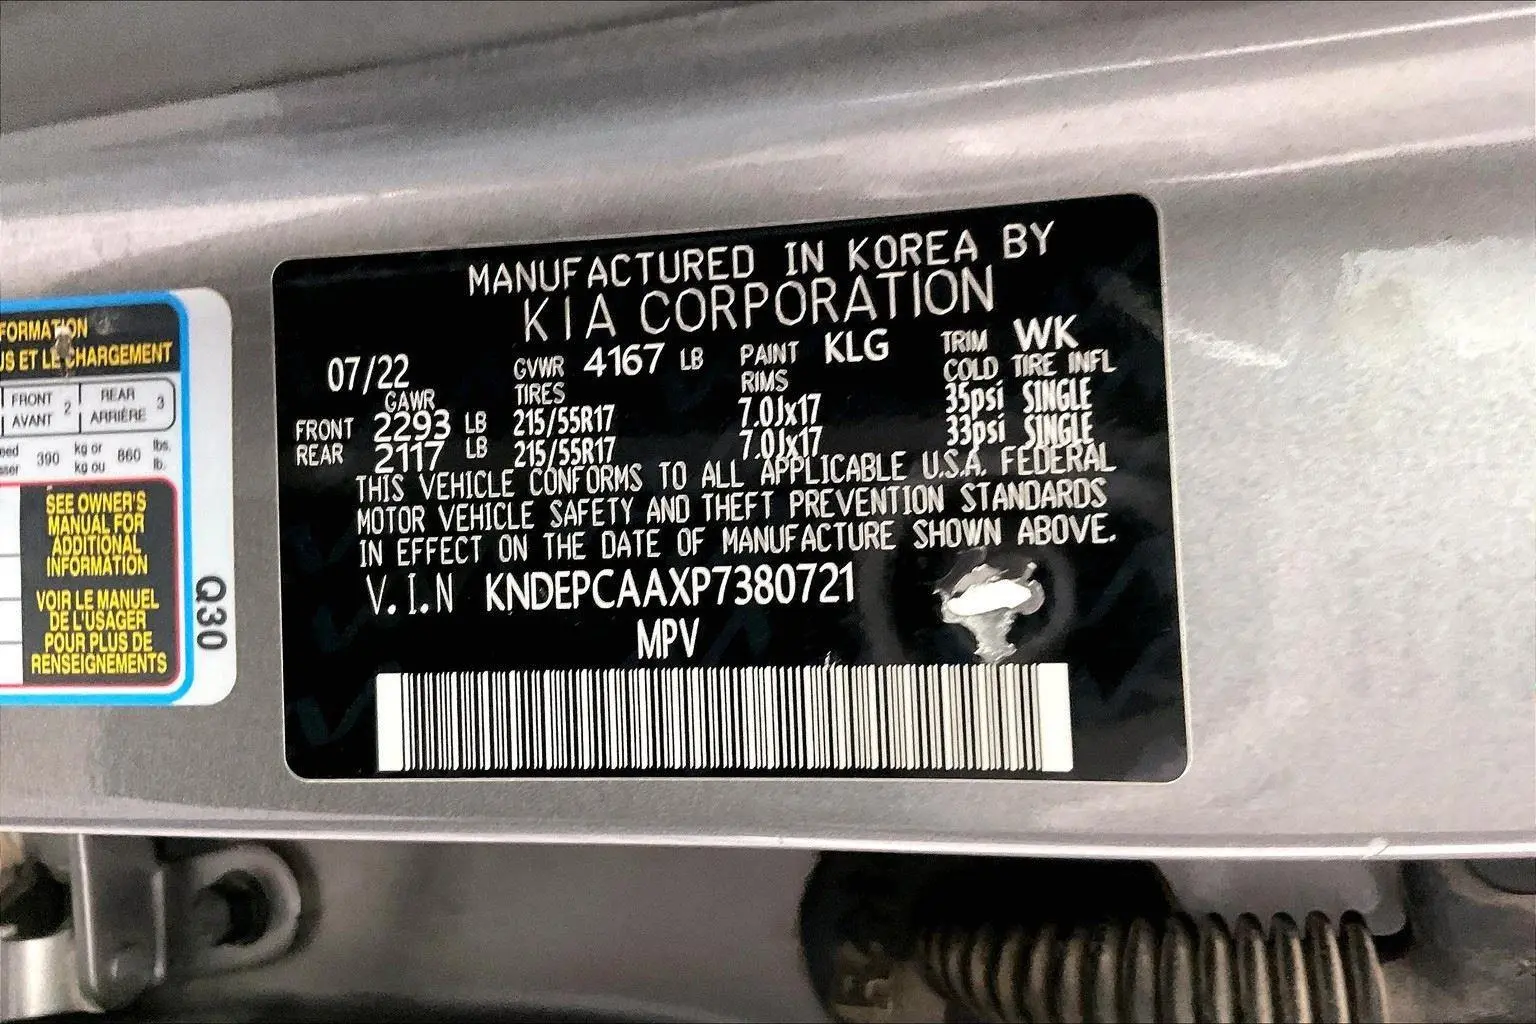 FORMATION
US ET LE CHARGEMENT
FRONT 2 REAR 3
AVANT ARRIÈRE
390 kg or 860 lbs.
kg ou lb.
SEE OWNER'S
MANUAL FOR
ADDITIONAL
INFORMATION
VOIR LE MANUEL
DE L'USAGER
POUR PLUS DE
RENSEIGNEMENTS
Q30
MANUFACTURED IN KOREA BY
KIA CORPORATION
07/22 GVWR 4167 LB PAINT KLG TRIM WK
GAWR TIRES RIMS COLD TIRE INFL
FRONT 2293 LB 215/55R17 7.0Jx17 35psi SINGLE
REAR 2117 LB 215/55R17 7.0Jx17 33psi SINGLE
THIS VEHICLE CONFORMS TO ALL APPLICABLE U.S.A. FEDERAL
MOTOR VEHICLE SAFETY AND THEFT PREVENTION STANDARDS
IN EFFECT ON THE DATE OF MANUFACTURE SHOWN ABOVE.
V.I.N KNDEPCAAXP7380721
MPV